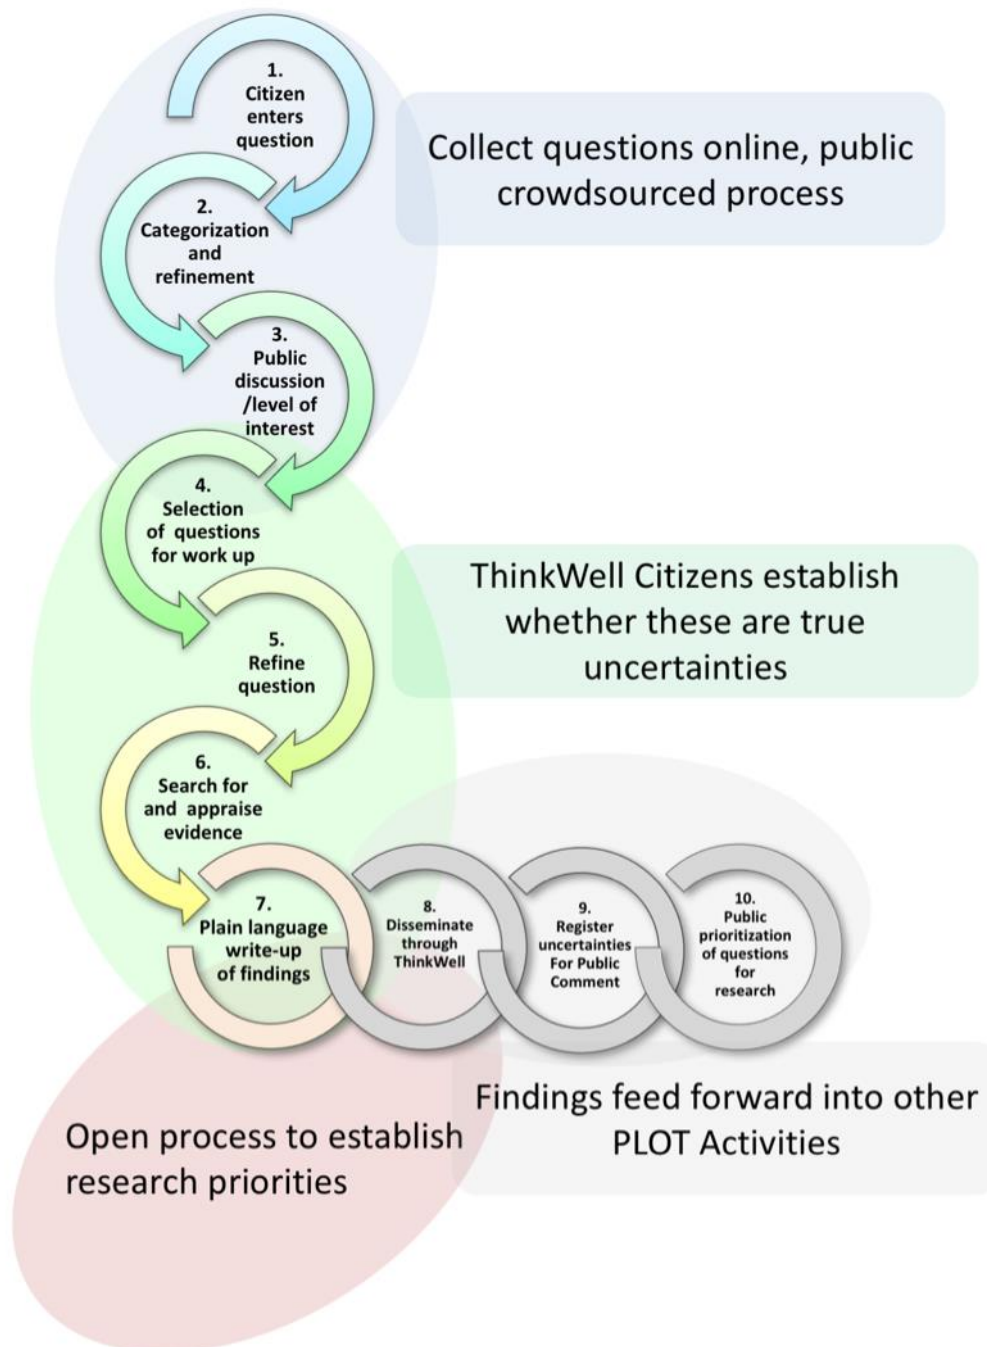 1.
Citizen
enters
question
Collect questions online, public
crowdsourced process
2.
Categorization
and
refinement
3.
Public
discussion
/level of
interest
4.
Selection
of questions
for work up
ThinkWell Citizens establish
whether these are true
uncertainties
5.
Refine
question
6.
Search for
and appraise
evidence
7.
Plain language
write-up
of findings
8.
Disseminate
through
ThinkWell
9.
Register
uncertainties
For Public
Comment
10.
Public
prioritization
of questions
for
research
Findings feed forward into other
PLOT Activities
Open process to establish
research priorities